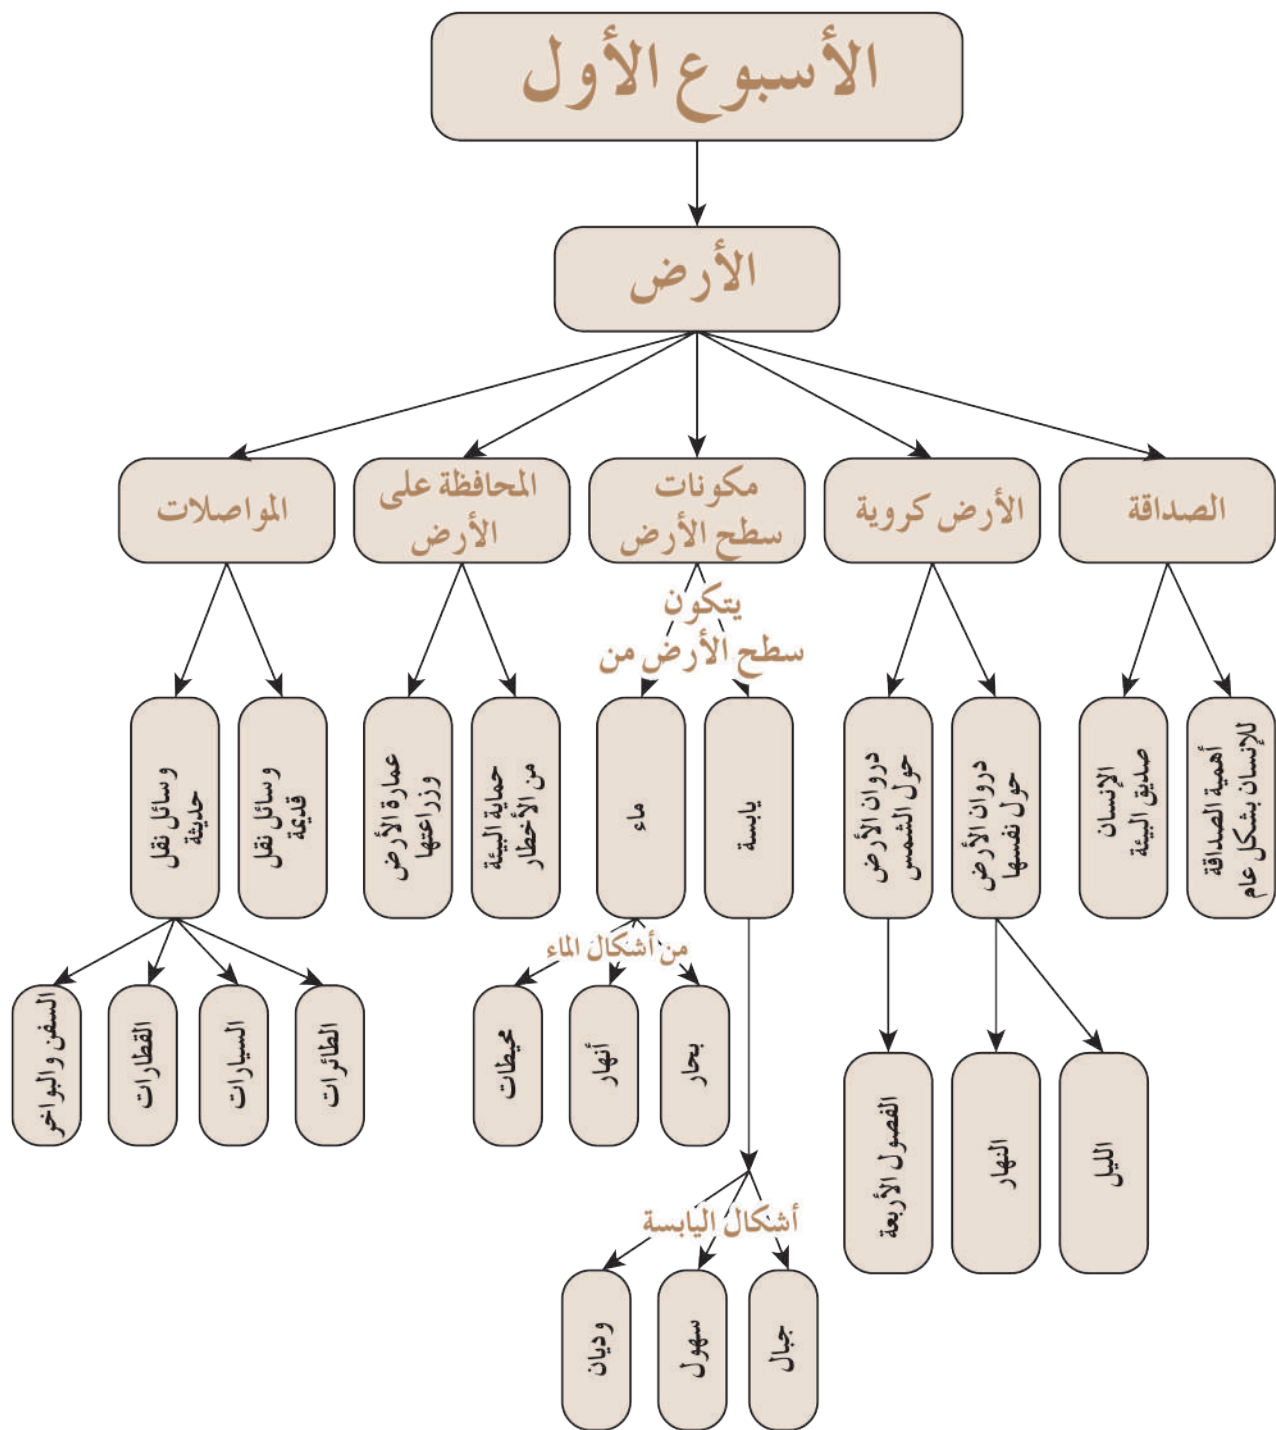 الأسبوع الأول
الأرض
الصداقة
الأرض كروية
مكونات
سطح الأرض
المحافظة على
الأرض
المواصلات
يتكون
سطح الأرض من
أهمية الصداقة
للإنسان بشكل عام
الإنسان
صديق البيئة
دروان الأرض
حول نفسها
دروان الأرض
حول الشمس
يابسة
ماء
حماية البيئة
من الأخطار
عمارة الأرض
وزراعتها
وسائل نقل
قديمة
وسائل نقل
حديثة
من أشكال الماء
بحار
أنهار
محيطات
الطائرات
السيارات
القطارات
السفن والبواخر
الليل
النهار
الفصول الأربعة
أشكال اليابسة
جبال
سهول
وديان